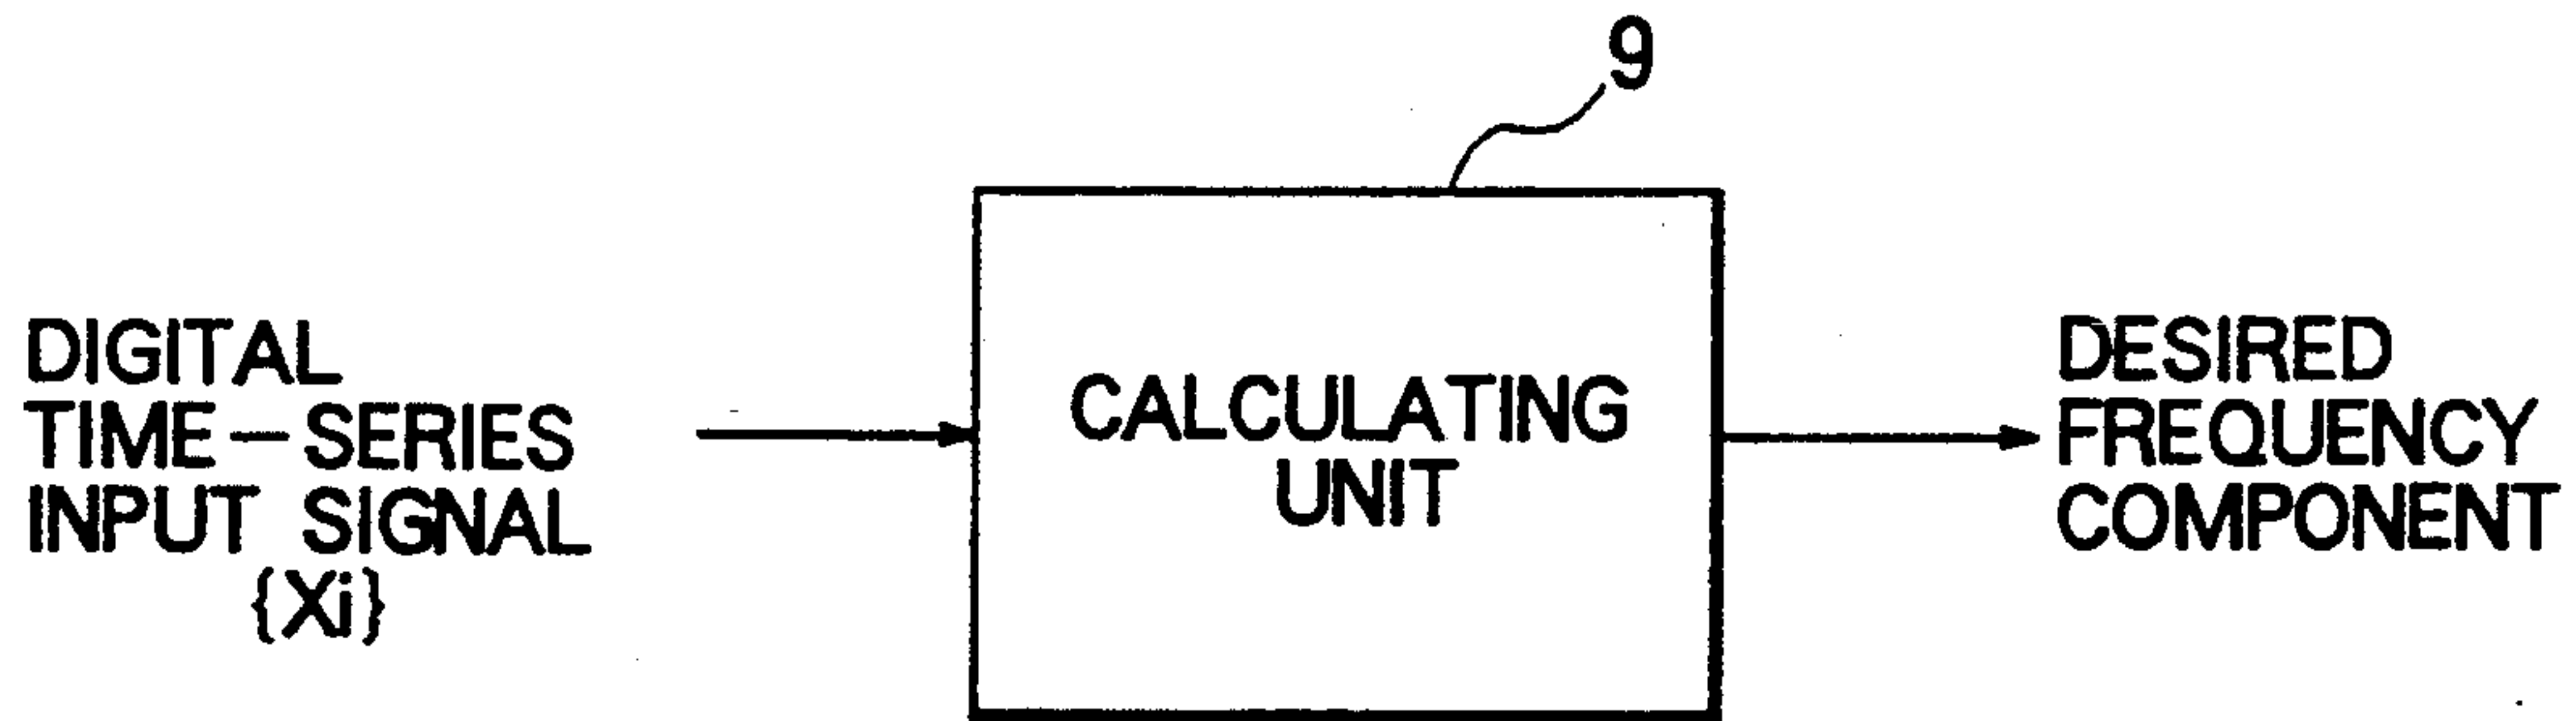 9
DIGITAL
TIME-SERIES
INPUT SIGNAL
{Xi}
CALCULATING
UNIT
DESIRED
FREQUENCY
COMPONENT